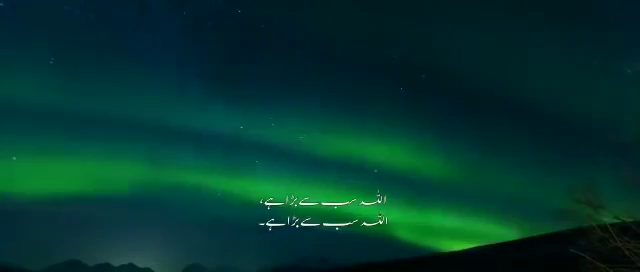 اللہ سب سے بڑا ہے،
اللہ سب سے بڑا ہے۔